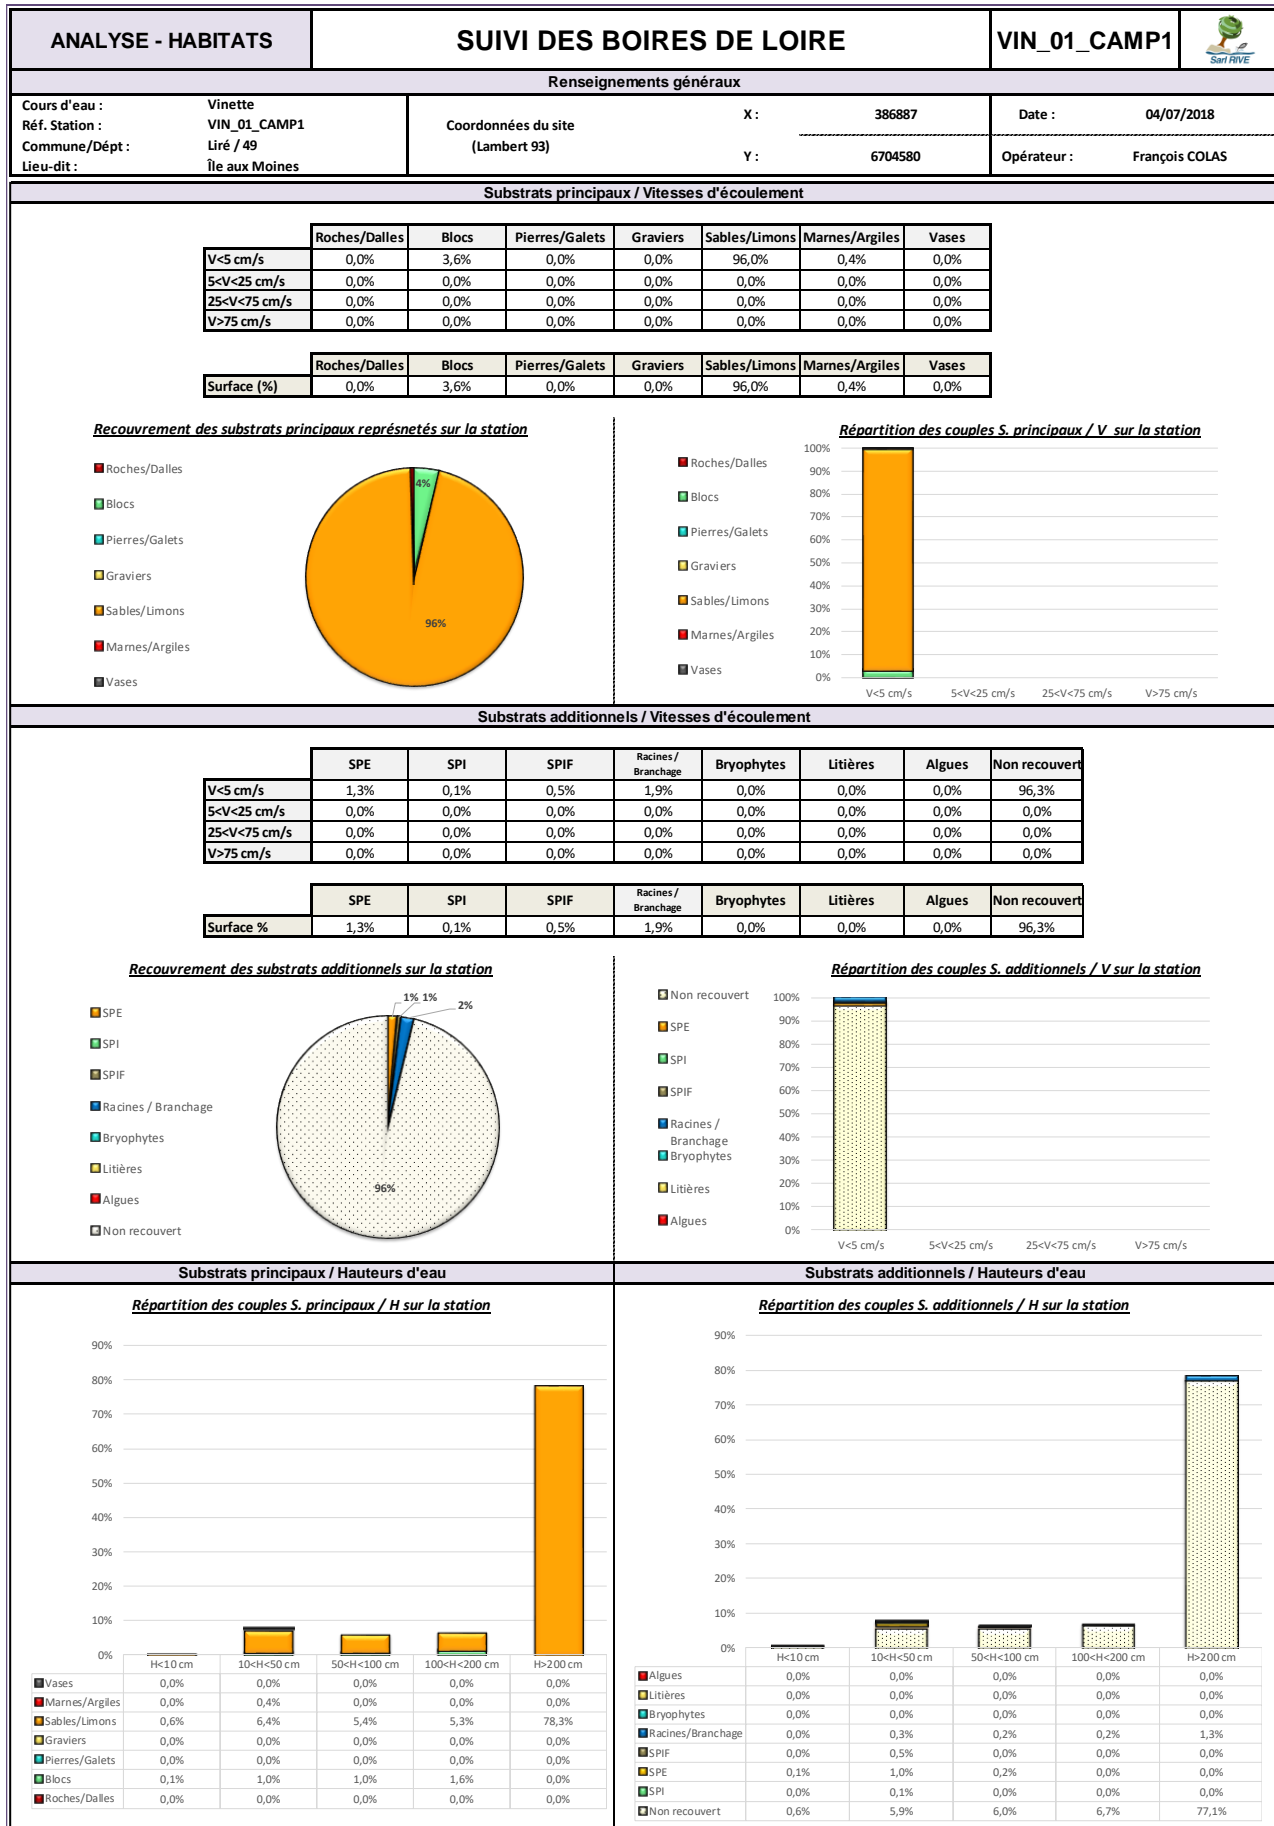 ANALYSE - HABITATS
SUIVI DES BOIRES DE LOIRE
VIN_01_CAMP1
Sarl RIVE
Renseignements généraux
Cours d'eau : Vinette
Réf. Station : VIN_01_CAMP1
Commune/Dépt : Liré / 49
Lieu-dit : Île aux Moines
Coordonnées du site
(Lambert 93)
X : 386887
Y : 6704580
Date : 04/07/2018
Opérateur : François COLAS
Substrats principaux / Vitesses d'écoulement
Roches/Dalles Blocs Pierres/Galets Graviers Sables/Limons Marnes/Argiles Vases
V<5 cm/s 0,0% 3,6% 0,0% 0,0% 96,0% 0,4% 0,0%
5<V<25 cm/s 0,0% 0,0% 0,0% 0,0% 0,0% 0,0% 0,0%
25<V<75 cm/s 0,0% 0,0% 0,0% 0,0% 0,0% 0,0% 0,0%
V>75 cm/s 0,0% 0,0% 0,0% 0,0% 0,0% 0,0% 0,0%
Roches/Dalles Blocs Pierres/Galets Graviers Sables/Limons Marnes/Argiles Vases
Surface (%) 0,0% 3,6% 0,0% 0,0% 96,0% 0,4% 0,0%
Recouvrement des substrats principaux représnetés sur la station
Roches/Dalles
Blocs
Pierres/Galets
Graviers
Sables/Limons
Marnes/Argiles
Vases
4%
96%
Répartition des couples S. principaux / V sur la station
Roches/Dalles
Blocs
Pierres/Galets
Graviers
Sables/Limons
Marnes/Argiles
Vases
100%
90%
80%
70%
60%
50%
40%
30%
20%
10%
0%
V<5 cm/s 5<V<25 cm/s 25<V<75 cm/s V>75 cm/s
Substrats additionnels / Vitesses d'écoulement
SPE SPI SPIF Racines / Branchage Bryophytes Litières Algues Non recouvert
V<5 cm/s 1,3% 0,1% 0,5% 1,9% 0,0% 0,0% 0,0% 96,3%
5<V<25 cm/s 0,0% 0,0% 0,0% 0,0% 0,0% 0,0% 0,0% 0,0%
25<V<75 cm/s 0,0% 0,0% 0,0% 0,0% 0,0% 0,0% 0,0% 0,0%
V>75 cm/s 0,0% 0,0% 0,0% 0,0% 0,0% 0,0% 0,0% 0,0%
SPE SPI SPIF Racines / Branchage Bryophytes Litières Algues Non recouvert
Surface % 1,3% 0,1% 0,5% 1,9% 0,0% 0,0% 0,0% 96,3%
Recouvrement des substrats additionnels sur la station
SPE
SPI
SPIF
Racines / Branchage
Bryophytes
Litières
Algues
Non recouvert
1% 1%
2%
96%
Répartition des couples S. additionnels / V sur la station
Non recouvert
SPE
SPI
SPIF
Racines /
Branchage
Bryophytes
Litières
Algues
100%
90%
80%
70%
60%
50%
40%
30%
20%
10%
0%
V<5 cm/s 5<V<25 cm/s 25<V<75 cm/s V>75 cm/s
Substrats principaux / Hauteurs d'eau
Répartition des couples S. principaux / H sur la station
90%
80%
70%
60%
50%
40%
30%
20%
10%
0%
H<10 cm 10<H<50 cm 50<H<100 cm 100<H<200 cm H>200 cm
Vases 0,0% 0,0% 0,0% 0,0% 0,0%
Marnes/Argiles 0,0% 0,4% 0,0% 0,0% 0,0%
Sables/Limons 0,6% 6,4% 5,4% 5,3% 78,3%
Graviers 0,0% 0,0% 0,0% 0,0% 0,0%
Pierres/Galets 0,0% 0,0% 0,0% 0,0% 0,0%
Blocs 0,1% 1,0% 1,0% 1,6% 0,0%
Roches/Dalles 0,0% 0,0% 0,0% 0,0% 0,0%
Substrats additionnels / Hauteurs d'eau
Répartition des couples S. additionnels / H sur la station
90%
80%
70%
60%
50%
40%
30%
20%
10%
0%
H<10 cm 10<H<50 cm 50<H<100 cm 100<H<200 cm H>200 cm
Algues 0,0% 0,0% 0,0% 0,0% 0,0%
Litières 0,0% 0,0% 0,0% 0,0% 0,0%
Bryophytes 0,0% 0,0% 0,0% 0,0% 0,0%
Racines/Branchage 0,0% 0,3% 0,2% 0,2% 1,3%
SPIF 0,0% 0,5% 0,0% 0,0% 0,0%
SPE 0,1% 1,0% 0,2% 0,0% 0,0%
SPI 0,0% 0,1% 0,0% 0,0% 0,0%
Non recouvert 0,6% 5,9% 6,0% 6,7% 77,1%